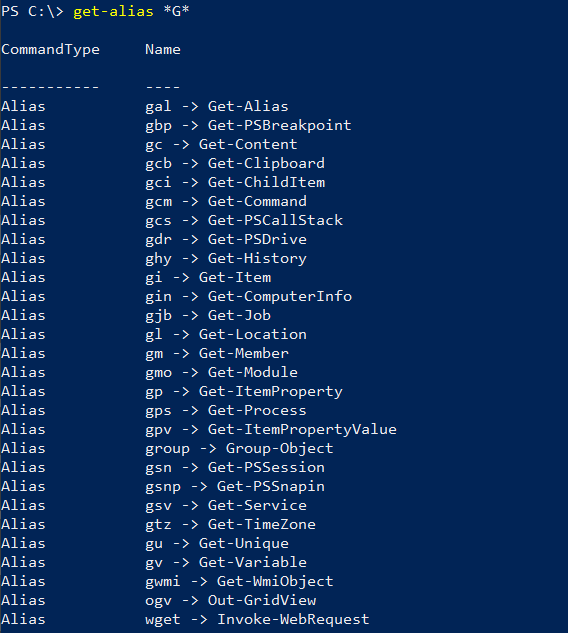 PS C:\> get-alias *G*
CommandType     Name
-----------     ----
Alias           gal -> Get-Alias
Alias           gbp -> Get-PSBreakpoint
Alias           gc -> Get-Content
Alias           gcb -> Get-Clipboard
Alias           gci -> Get-ChildItem
Alias           gcm -> Get-Command
Alias           gcs -> Get-PSCallStack
Alias           gdr -> Get-PSDrive
Alias           ghy -> Get-History
Alias           gi -> Get-Item
Alias           gin -> Get-ComputerInfo
Alias           gjb -> Get-Job
Alias           gl -> Get-Location
Alias           gm -> Get-Member
Alias           gmo -> Get-Module
Alias           gp -> Get-ItemProperty
Alias           gps -> Get-Process
Alias           gpv -> Get-ItemPropertyValue
Alias           group -> Group-Object
Alias           gsn -> Get-PSSession
Alias           gsnp -> Get-PSSnapin
Alias           gsv -> Get-Service
Alias           gtz -> Get-TimeZone
Alias           gu -> Get-Unique
Alias           gv -> Get-Variable
Alias           gwmi -> Get-WmiObject
Alias           ogv -> Out-GridView
Alias           wget -> Invoke-WebRequest